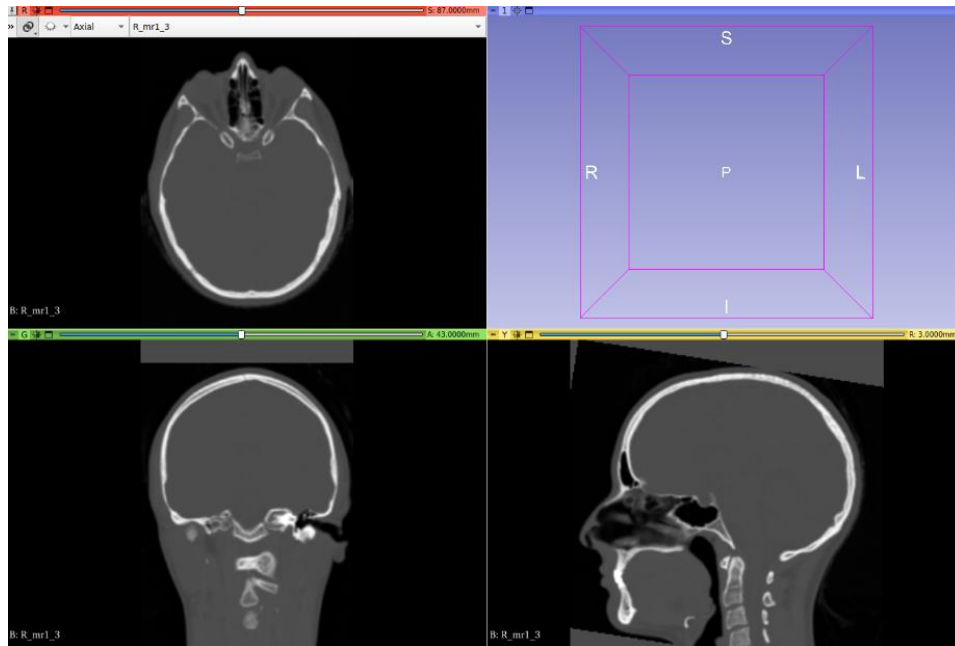 R S: 87.0000mm
» Axial R_mr1_3
B: R_mr1_3
1
S
R P L
I
G A: 43.0000mm
B: R_mr1_3
Y R: 3.0000mm
B: R_mr1_3